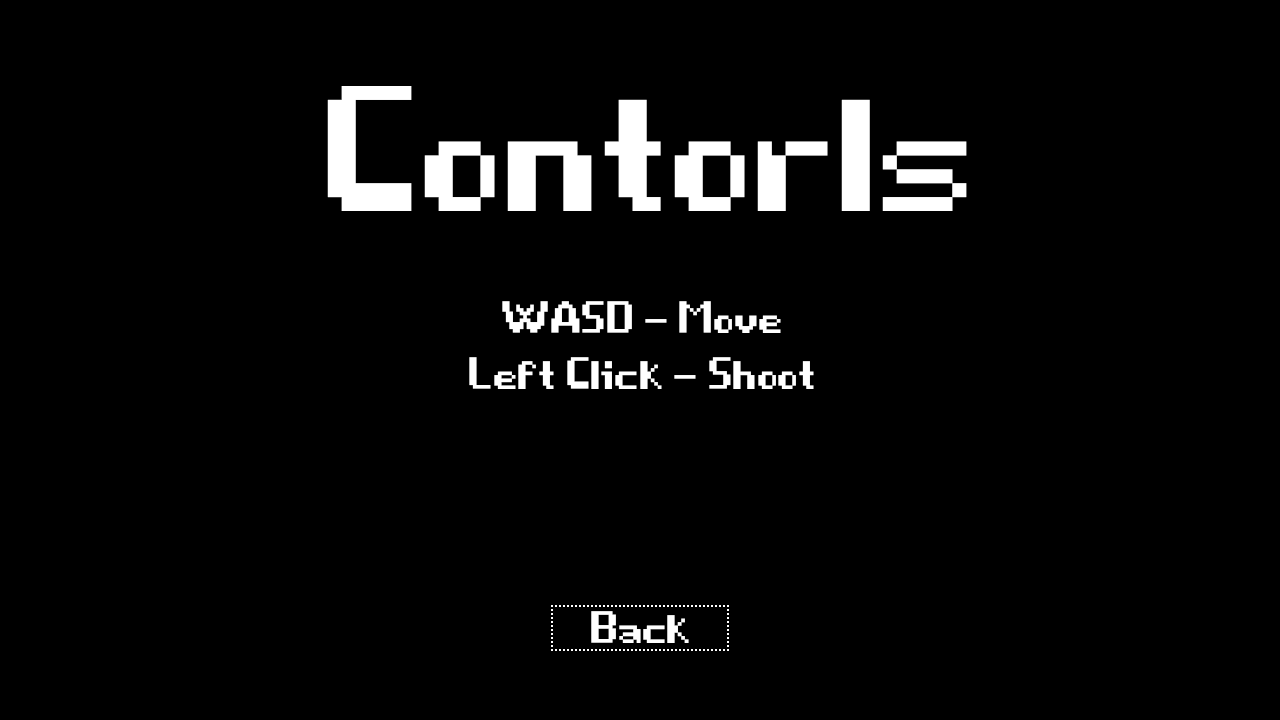 Contorls
WASD - Move
Left Click - Shoot
Back